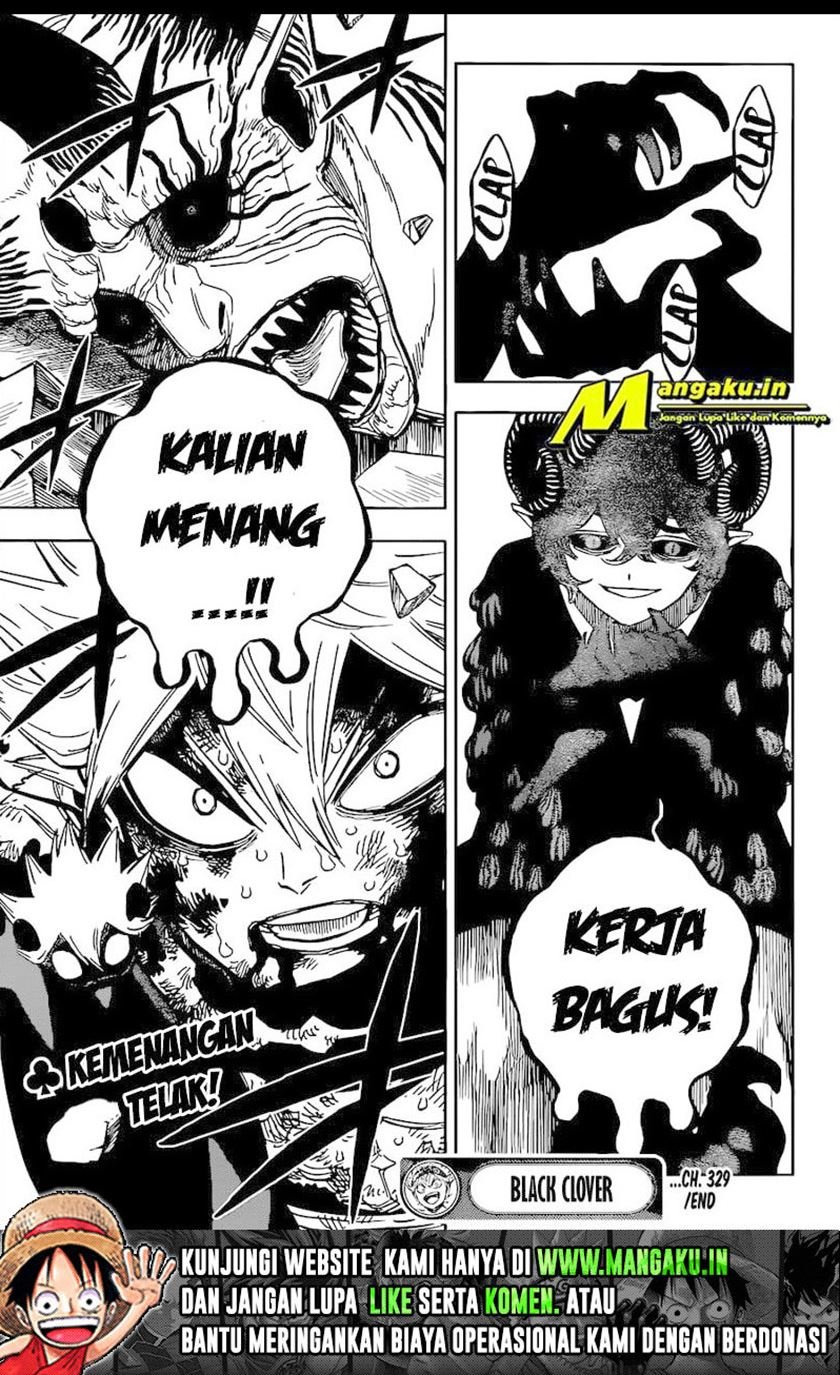 CLAP
CLAP
CLAP
Mangaku.in
Jangan Lupa Like dan Komennya
KERJA
BAGUS!
KALIAN
MENANG
.....!!
♣ KEMENANGAN
TELAK!
BLACK CLOVER
...CH. 329
/END
KUNJUNGI WEBSITE KAMI HANYA DI WWW.MANGAKU.IN
DAN JANGAN LUPA LIKE SERTA KOMEN. ATAU
BANTU MERINGANKAN BIAYA OPERASIONAL KAMI DENGAN BERDONASI